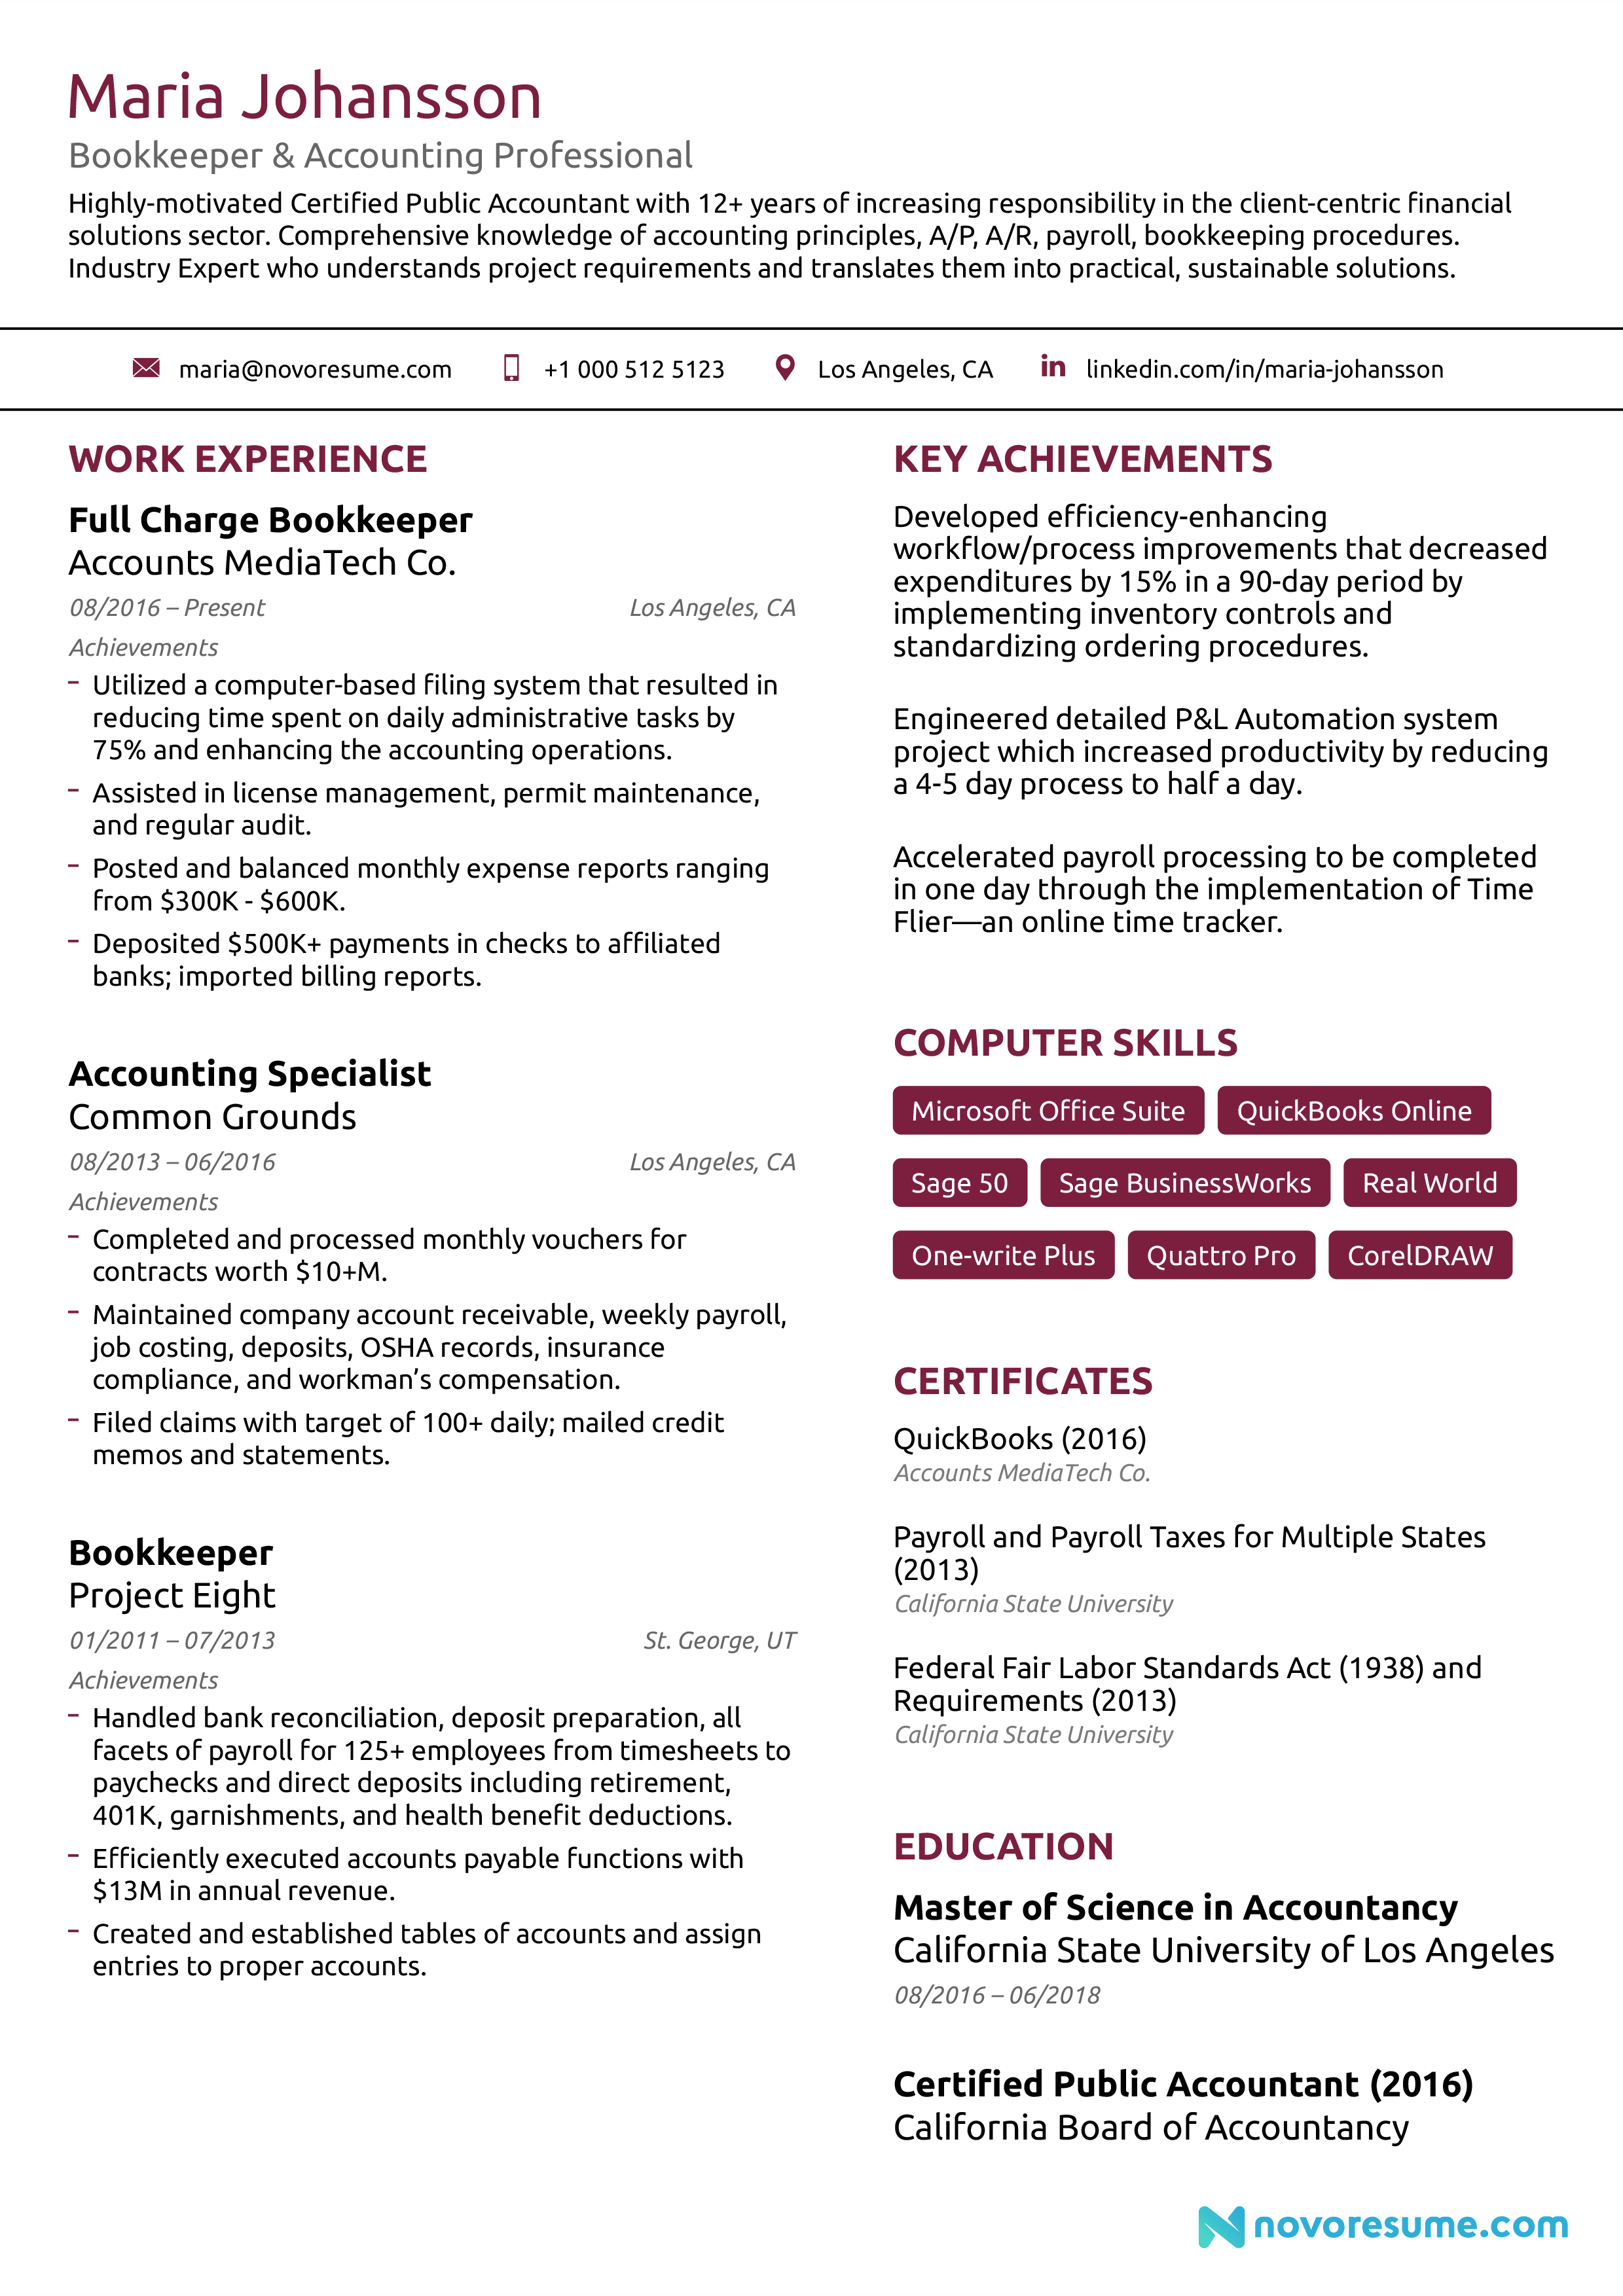 Maria Johansson
Bookkeeper & Accounting Professional
Highly-motivated Certified Public Accountant with 12+ years of increasing responsibility in the client-centric financial
solutions sector. Comprehensive knowledge of accounting principles, A/P, A/R, payroll, bookkeeping procedures.
Industry Expert who understands project requirements and translates them into practical, sustainable solutions.
maria@novoresume.com +1 000 512 5123 Los Angeles, CA linkedin.com/in/maria-johansson
WORK EXPERIENCE
Full Charge Bookkeeper
Accounts MediaTech Co.
08/2016 – Present Los Angeles, CA
Achievements
– Utilized a computer-based filing system that resulted in
reducing time spent on daily administrative tasks by
75% and enhancing the accounting operations.
– Assisted in license management, permit maintenance,
and regular audit.
– Posted and balanced monthly expense reports ranging
from $300K - $600K.
– Deposited $500K+ payments in checks to affiliated
banks; imported billing reports.
Accounting Specialist
Common Grounds
08/2013 – 06/2016 Los Angeles, CA
Achievements
– Completed and processed monthly vouchers for
contracts worth $10+M.
– Maintained company account receivable, weekly payroll,
job costing, deposits, OSHA records, insurance
compliance, and workman’s compensation.
– Filed claims with target of 100+ daily; mailed credit
memos and statements.
Bookkeeper
Project Eight
01/2011 – 07/2013 St. George, UT
Achievements
– Handled bank reconciliation, deposit preparation, all
facets of payroll for 125+ employees from timesheets to
paychecks and direct deposits including retirement,
401K, garnishments, and health benefit deductions.
– Efficiently executed accounts payable functions with
$13M in annual revenue.
– Created and established tables of accounts and assign
entries to proper accounts.
KEY ACHIEVEMENTS
Developed efficiency-enhancing
workflow/process improvements that decreased
expenditures by 15% in a 90-day period by
implementing inventory controls and
standardizing ordering procedures.
Engineered detailed P&L Automation system
project which increased productivity by reducing
a 4-5 day process to half a day.
Accelerated payroll processing to be completed
in one day through the implementation of Time
Flier—an online time tracker.
COMPUTER SKILLS
Microsoft Office Suite QuickBooks Online
Sage 50 Sage BusinessWorks Real World
One-write Plus Quattro Pro CorelDRAW
CERTIFICATES
QuickBooks (2016)
Accounts MediaTech Co.
Payroll and Payroll Taxes for Multiple States
(2013)
California State University
Federal Fair Labor Standards Act (1938) and
Requirements (2013)
California State University
EDUCATION
Master of Science in Accountancy
California State University of Los Angeles
08/2016 – 06/2018
Certified Public Accountant (2016)
California Board of Accountancy
novoresume.com